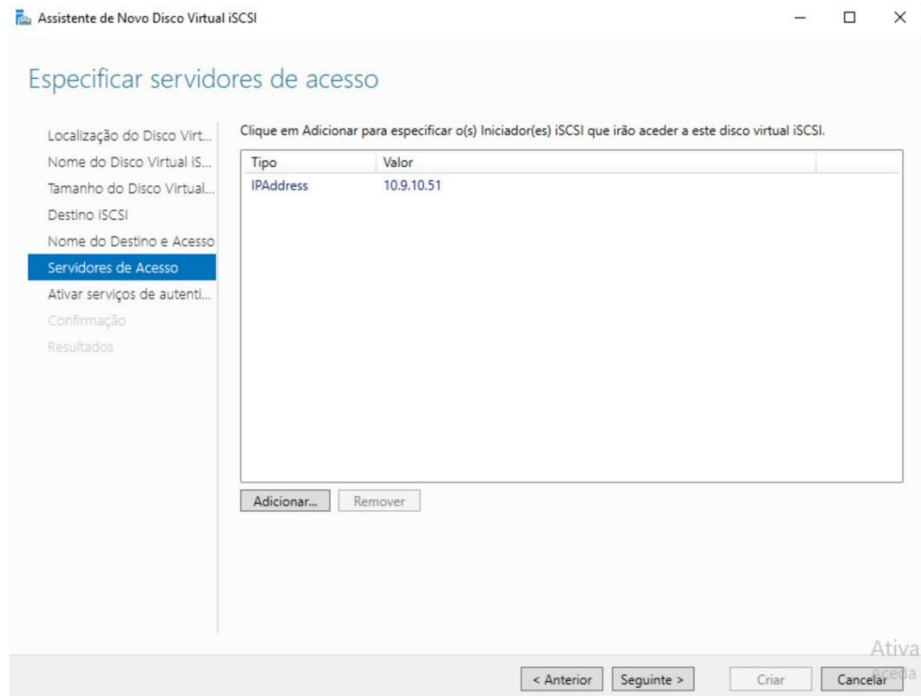 Assistente de Novo Disco Virtual iSCSI
Especificar servidores de acesso
Localização do Disco Virt...
Nome do Disco Virtual iS...
Tamanho do Disco Virtual...
Destino iSCSI
Nome do Destino e Acesso
Servidores de Acesso
Ativar serviços de autenti...
Confirmação
Resultados
Clique em Adicionar para especificar o(s) Iniciador(es) iSCSI que irão aceder a este disco virtual iSCSI.
Tipo Valor
IPAddress 10.9.10.51
Adicionar... Remover
Ativa
< Anterior Seguinte > Criar Cancelar